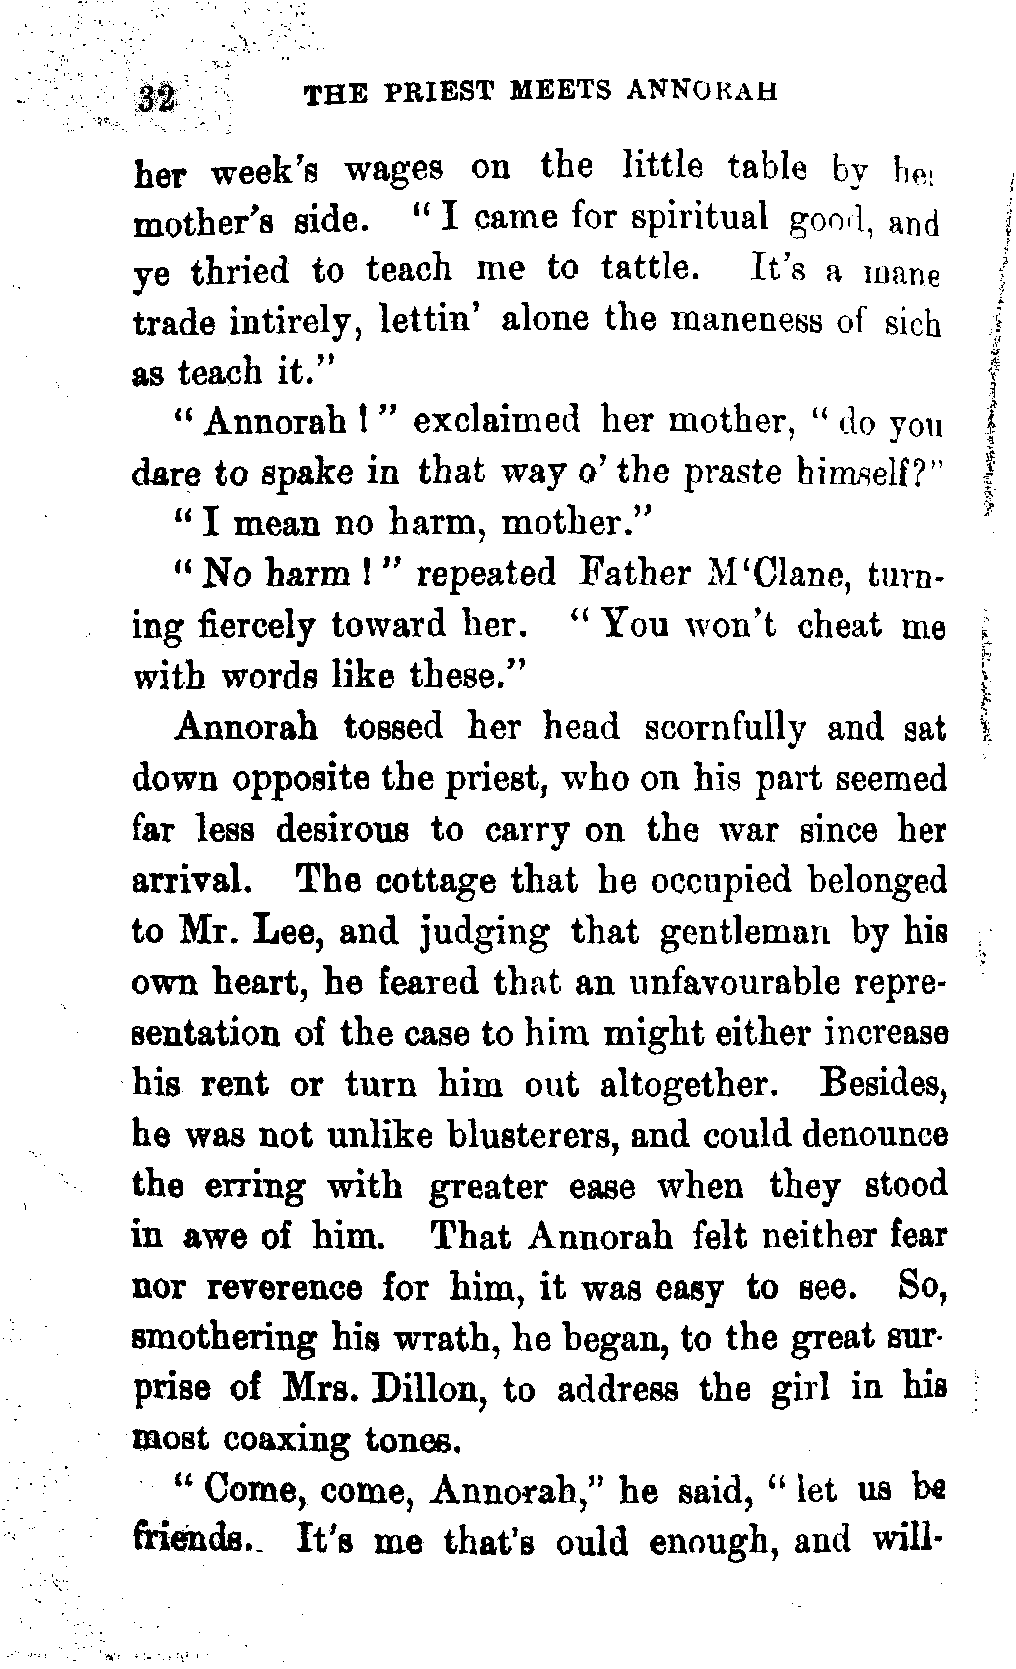 32 THE PRIEST MEETS ANNORAH
her week's wages on the little table by her
mother's side. “ I came for spiritual good, and
ye thried to teach me to tattle. It's a mane
trade intirely, lettin' alone the maneness of sich
as teach it.”
“ Annorah ! ” exclaimed her mother, “ do you
dare to spake in that way o' the praste himself?”
“ I mean no harm, mother.”
“ No harm ! ” repeated Father M‘Clane, turn-
ing fiercely toward her. “ You won't cheat me
with words like these.”
Annorah tossed her head scornfully and sat
down opposite the priest, who on his part seemed
far less desirous to carry on the war since her
arrival. The cottage that he occupied belonged
to Mr. Lee, and judging that gentleman by his
own heart, he feared that an unfavourable repre-
sentation of the case to him might either increase
his rent or turn him out altogether. Besides,
he was not unlike blusterers, and could denounce
the erring with greater ease when they stood
in awe of him. That Annorah felt neither fear
nor reverence for him, it was easy to see. So,
smothering his wrath, he began, to the great sur-
prise of Mrs. Dillon, to address the girl in his
most coaxing tones.
“ Come, come, Annorah,” he said, “ let us be
friends. It's me that's ould enough, and will-